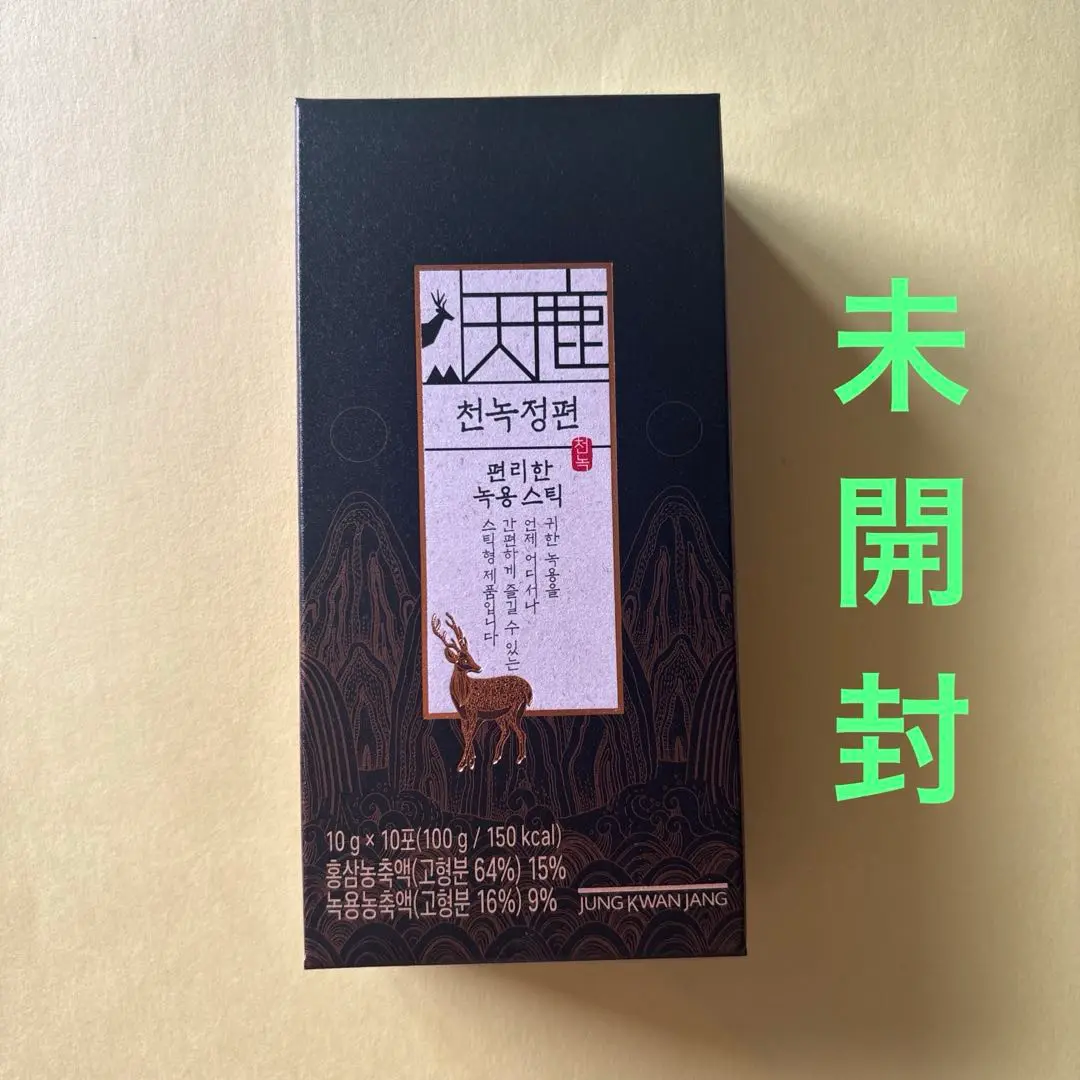 天鹿
천녹정편
천녹
편리한
녹용 스틱
귀한 녹용을
언제 어디서나
간편하게 즐길 수 있는
스틱형 제품입니다
10 g × 10포(100 g / 150 kcal)
홍삼농축액(고형분 64%) 15%
녹용농축액(고형분 16%) 9%
JUNG KWAN JANG
未開封